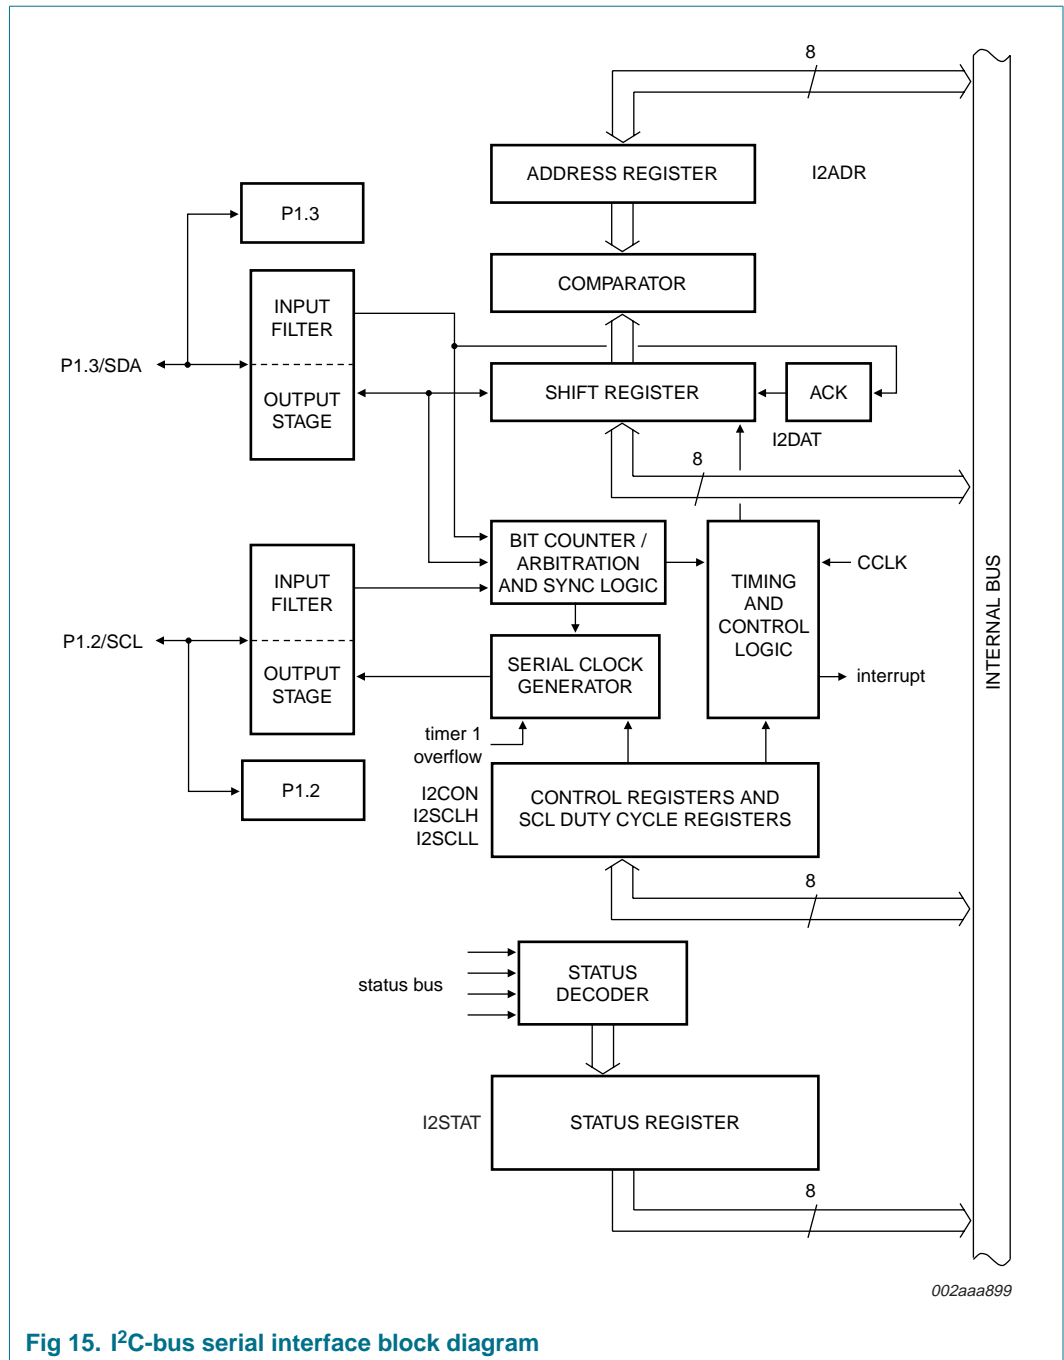 8
ADDRESS REGISTER
I2ADR
P1.3
COMPARATOR
INPUT
FILTER
P1.3/SDA
OUTPUT
STAGE
SHIFT REGISTER
ACK
I2DAT
8
BIT COUNTER /
ARBITRATION
AND SYNC LOGIC
INPUT
FILTER
TIMING
AND
CONTROL
LOGIC
CCLK
P1.2/SCL
OUTPUT
STAGE
SERIAL CLOCK
GENERATOR
interrupt
INTERNAL BUS
timer 1
overflow
P1.2
I2CON
I2SCLH
I2SCLL
CONTROL REGISTERS AND
SCL DUTY CYCLE REGISTERS
8
status bus
STATUS
DECODER
I2STAT
STATUS REGISTER
8
002aaa899
Fig 15. I²C-bus serial interface block diagram